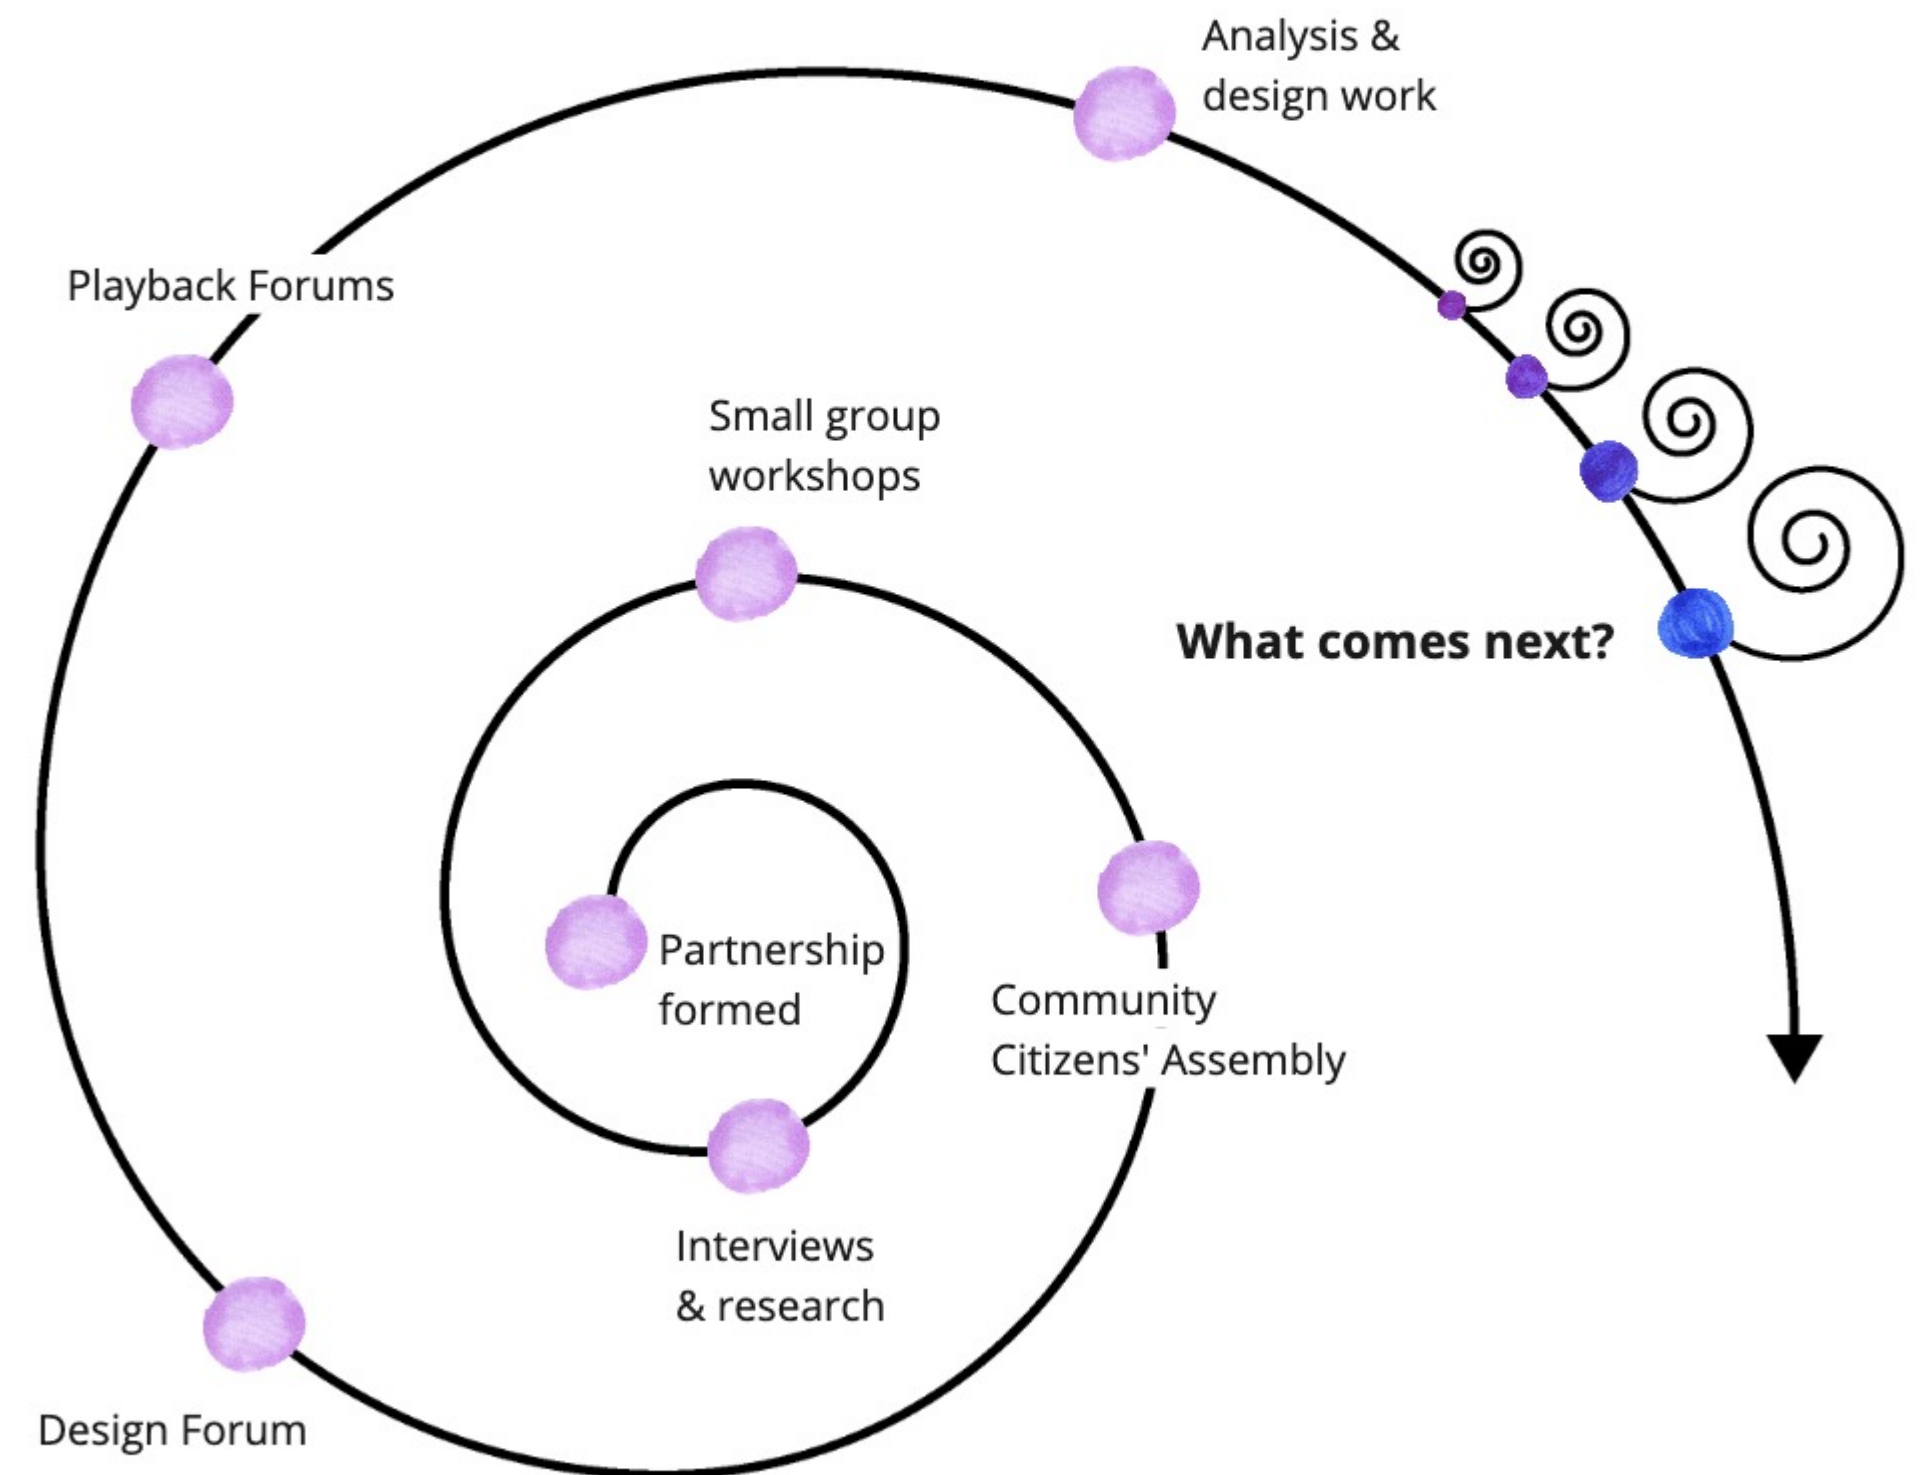 Analysis &
design work
Playback Forums
Small group
workshops
What comes next?
Partnership
formed
Community
Citizens' Assembly
Interviews
& research
Design Forum